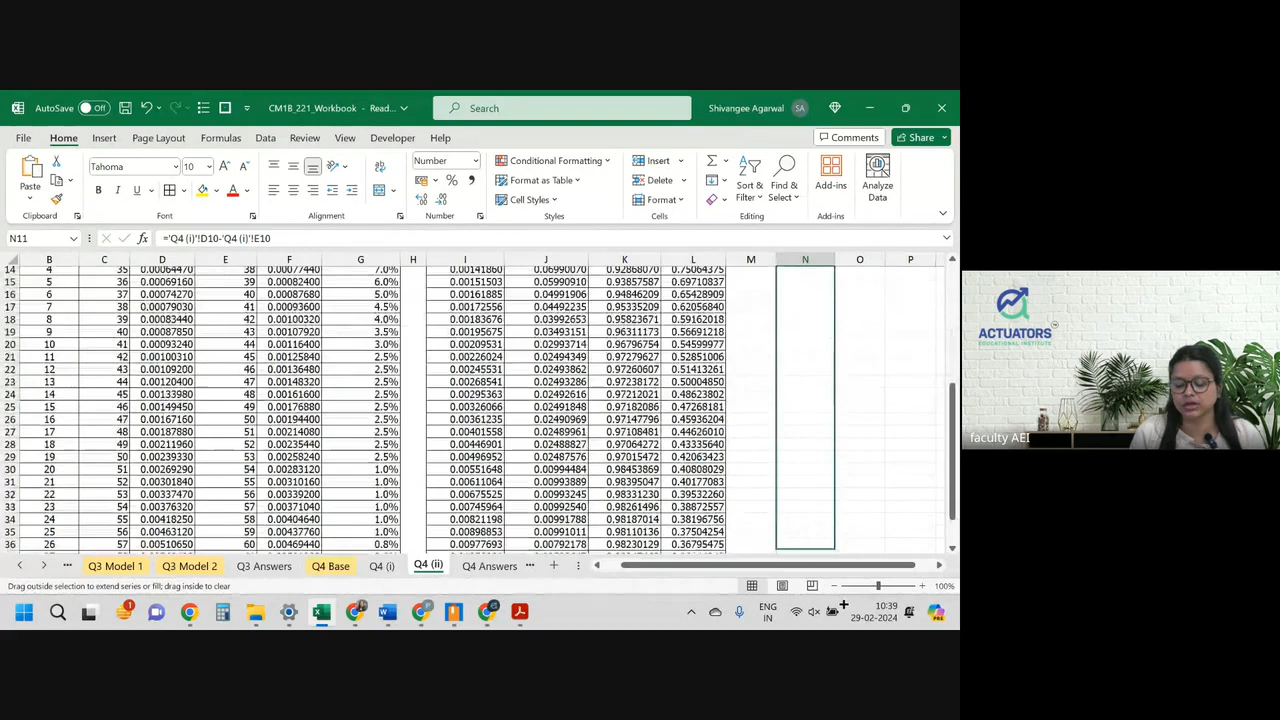 AutoSave Off CM1B_221_Workbook - Read... Search Shivangee Agarwal SA
File Home Insert Page Layout Formulas Data Review View Developer Help Comments Share
Paste Tahoma 10 Number Conditional Formatting Insert Sort & Filter Find & Select Add-ins Analyze Data
B I U Format as Table Delete
Cell Styles Format
Clipboard Font Alignment Number Styles Cells Editing Add-ins
N11 fx ='Q4 (i)'!D10-'Q4 (i)'!E10
B C D E F G H I J K L M N O P
14 4 35 0.00064470 38 0.00077440 7.0% 0.00141860 0.06990070 0.92868070 0.75064375
15 5 36 0.00069160 39 0.00082400 6.0% 0.00151503 0.05990910 0.93857587 0.69710837
16 6 37 0.00074270 40 0.00087680 5.0% 0.00161885 0.04991906 0.94846209 0.65428909
17 7 38 0.00079030 41 0.00093600 4.5% 0.00172556 0.04492235 0.95335209 0.62056840
18 8 39 0.00083440 42 0.00100320 4.0% 0.00183676 0.03992653 0.95823671 0.59162018
19 9 40 0.00087850 43 0.00107920 3.5% 0.00195675 0.03493151 0.96311173 0.56691218
20 10 41 0.00093240 44 0.00116400 3.0% 0.00209531 0.02993714 0.96796754 0.54599977
21 11 42 0.00100310 45 0.00125840 2.5% 0.00226024 0.02494349 0.97279627 0.52851006
22 12 43 0.00109200 46 0.00136480 2.5% 0.00245531 0.02493862 0.97260607 0.51413261
23 13 44 0.00120400 47 0.00148320 2.5% 0.00268541 0.02493286 0.97238172 0.50004850
24 14 45 0.00133980 48 0.00161600 2.5% 0.00295363 0.02492616 0.97212021 0.48623802
25 15 46 0.00149450 49 0.00176880 2.5% 0.00326066 0.02491848 0.97182086 0.47268181
26 16 47 0.00167160 50 0.00194400 2.5% 0.00361235 0.02490969 0.97147796 0.45936204
27 17 48 0.00187880 51 0.00214080 2.5% 0.00401558 0.02489961 0.97108481 0.44626010
28 18 49 0.00211960 52 0.00235440 2.5% 0.00446901 0.02488827 0.97064272 0.43335640
29 19 50 0.00239330 53 0.00258240 2.5% 0.00496952 0.02487576 0.97015472 0.42063423
30 20 51 0.00269290 54 0.00283120 1.0% 0.00551648 0.00994484 0.98453869 0.40808029
31 21 52 0.00301840 55 0.00310160 1.0% 0.00611064 0.00993889 0.98395047 0.40177083
32 22 53 0.00337470 56 0.00339200 1.0% 0.00675525 0.00993245 0.98331230 0.39532260
33 23 54 0.00376320 57 0.00371040 1.0% 0.00745964 0.00992540 0.98261496 0.38872557
34 24 55 0.00418250 58 0.00404640 1.0% 0.00821198 0.00991788 0.98187014 0.38196756
35 25 56 0.00463120 59 0.00437760 1.0% 0.00898853 0.00991011 0.98110136 0.37504254
36 26 57 0.00510650 60 0.00469440 0.8% 0.00977693 0.00792178 0.98230129 0.36795475
Q3 Model 1 Q3 Model 2 Q3 Answers Q4 Base Q4 (i) Q4 (ii) Q4 Answers
Drag outside selection to extend series or fill; drag inside to clear 100%
ENG IN 10:39 29-02-2024
ACTUATORS
EDUCATIONAL INSTITUTE
faculty AEI